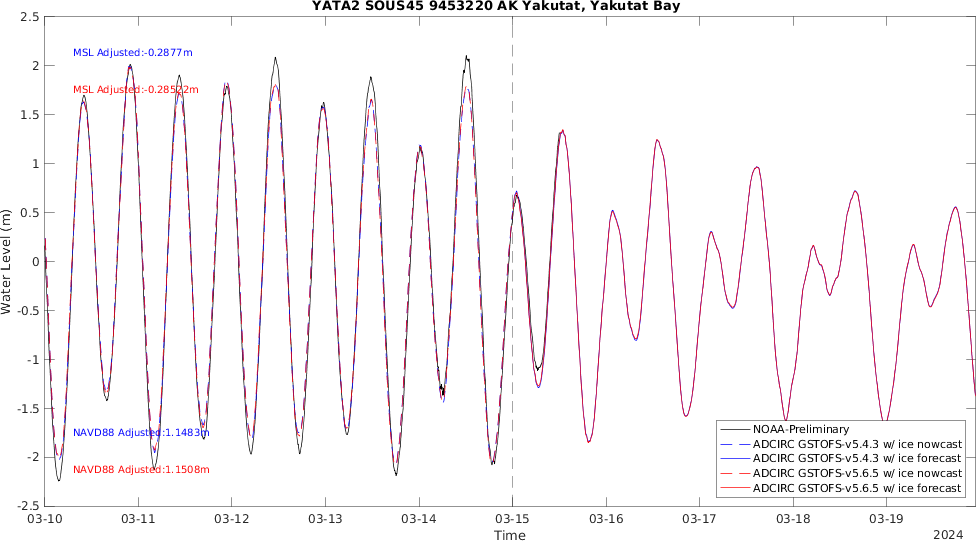 YATA2 SOUS45 9453220 AK Yakutat, Yakutat Bay
2.5
2
1.5
1
0.5
0
-0.5
-1
-1.5
-2
-2.5
Water Level (m)
MSL Adjusted:-0.2877m
MSL Adjusted:-0.28522m
NAVD88 Adjusted:1.1483m
NAVD88 Adjusted:1.1508m
NOAA-Preliminary
ADCIRC GSTOFS-v5.4.3 w/ ice nowcast
ADCIRC GSTOFS-v5.4.3 w/ ice forecast
ADCIRC GSTOFS-v5.6.5 w/ ice nowcast
ADCIRC GSTOFS-v5.6.5 w/ ice forecast
03-10 03-11 03-12 03-13 03-14 03-15 03-16 03-17 03-18 03-19
Time
2024